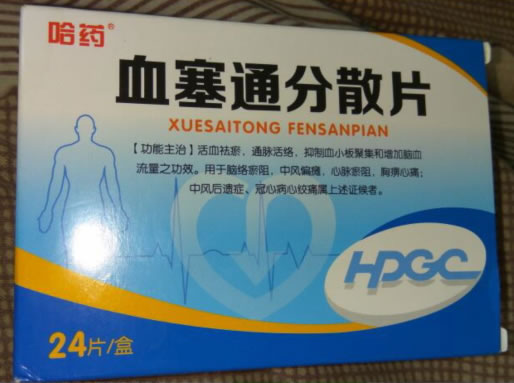 哈药®
血塞通分散片
XUESAITONG FENSANPIAN
【功能主治】活血祛瘀,通脉活络,抑制血小板聚集和增加脑血
流量之功效。用于脑络瘀阻,中风偏瘫,心脉瘀阻,胸痹心痛;
中风后遗症、冠心病心绞痛属上述证候者。
HPGC
24片/盒